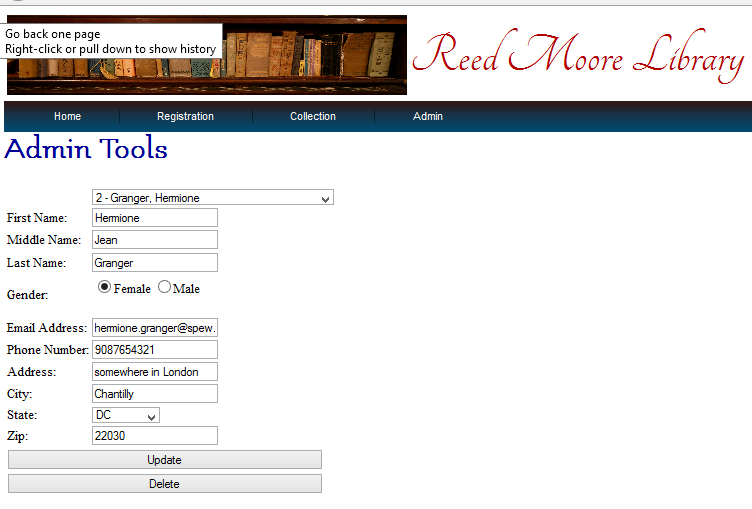 Go back one page
Right-click or pull down to show history
Reed Moore Library
Home Registration Collection Admin
Admin Tools
2 - Granger, Hermione
First Name: Hermione
Middle Name: Jean
Last Name: Granger
Gender: Female Male
Email Address: hermione.granger@spew.
Phone Number: 9087654321
Address: somewhere in London
City: Chantilly
State: DC
Zip: 22030
Update
Delete